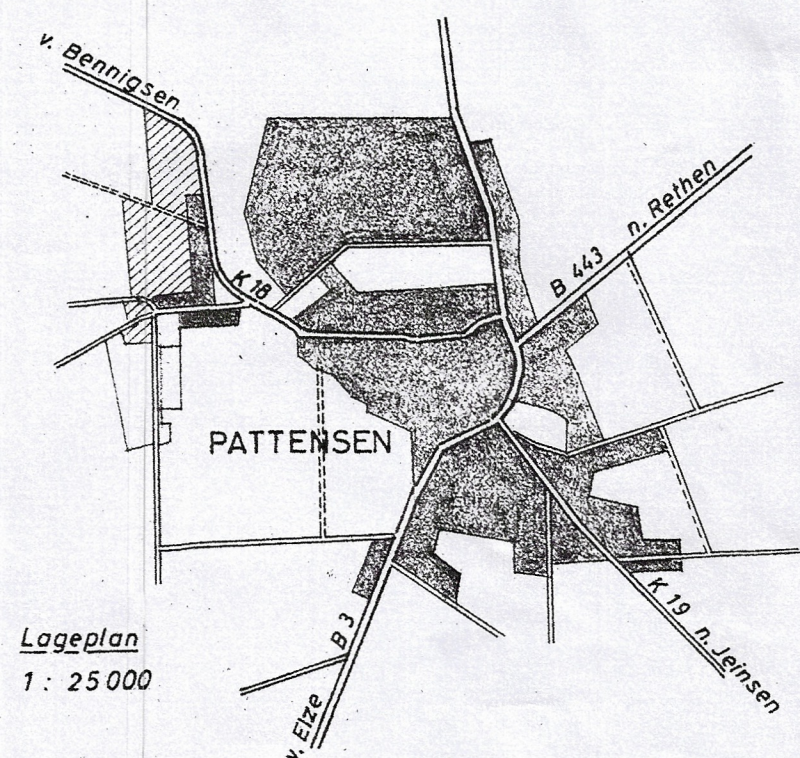 v. Bennigsen
n. Rethen
B 443
K 18
PATTENSEN
K 19 n. Jeinsen
B 3
v. Elze
Lageplan
1 : 25 000